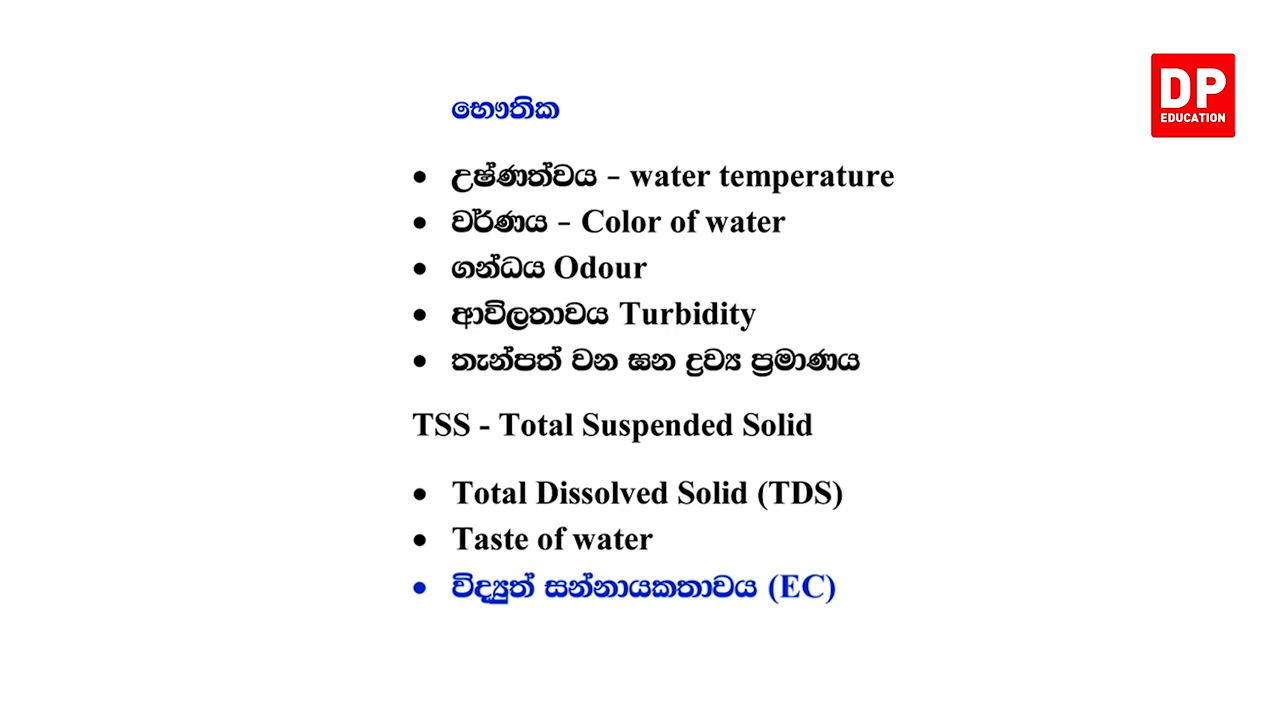 DP
EDUCATION
භෞතික
• උෂ්ණත්වය – water temperature
• වර්ණය – Color of water
• ගන්ධය Odour
• ආවිලතාවය Turbidity
• තැන්පත් වන ඝන ද්‍රව්‍ය ප්‍රමාණය
TSS - Total Suspended Solid
• Total Dissolved Solid (TDS)
• Taste of water
• විද්‍යුත් සන්නායකතාවය (EC)